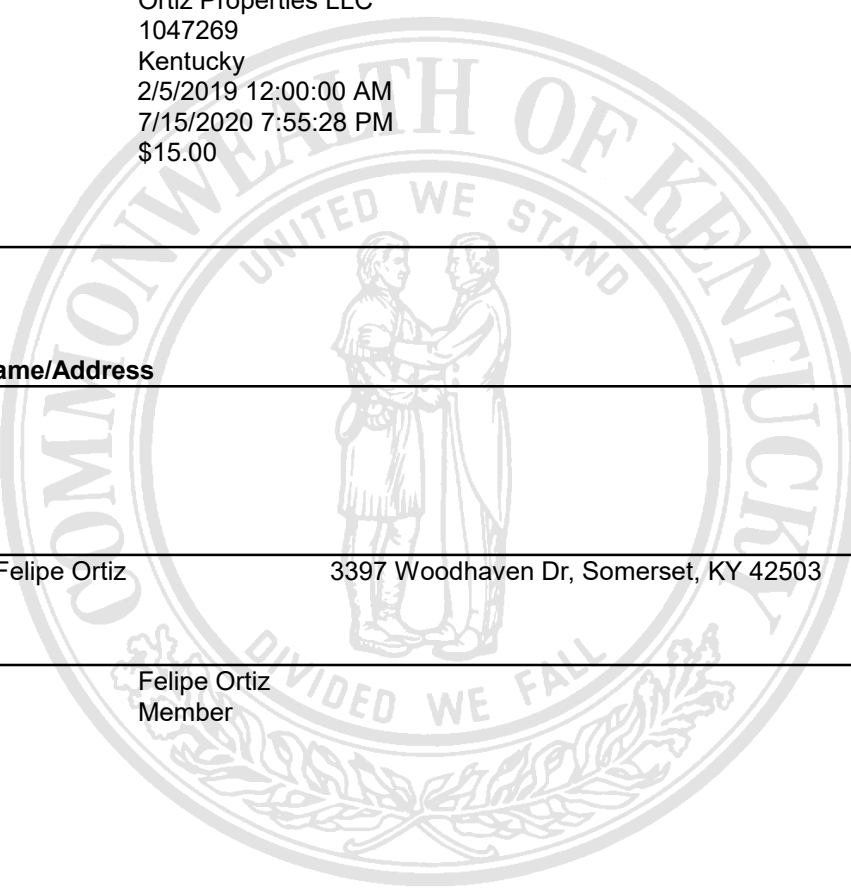 Ortiz Properties LLC
1047269
Kentucky
2/5/2019 12:00:00 AM
7/15/2020 7:55:28 PM
$15.00
COMMONWEALTH OF KENTUCKY
UNITED WE STAND
ame/Address
Felipe Ortiz 3397 Woodhaven Dr, Somerset, KY 42503
DIVIDED WE FALL
Felipe Ortiz
Member